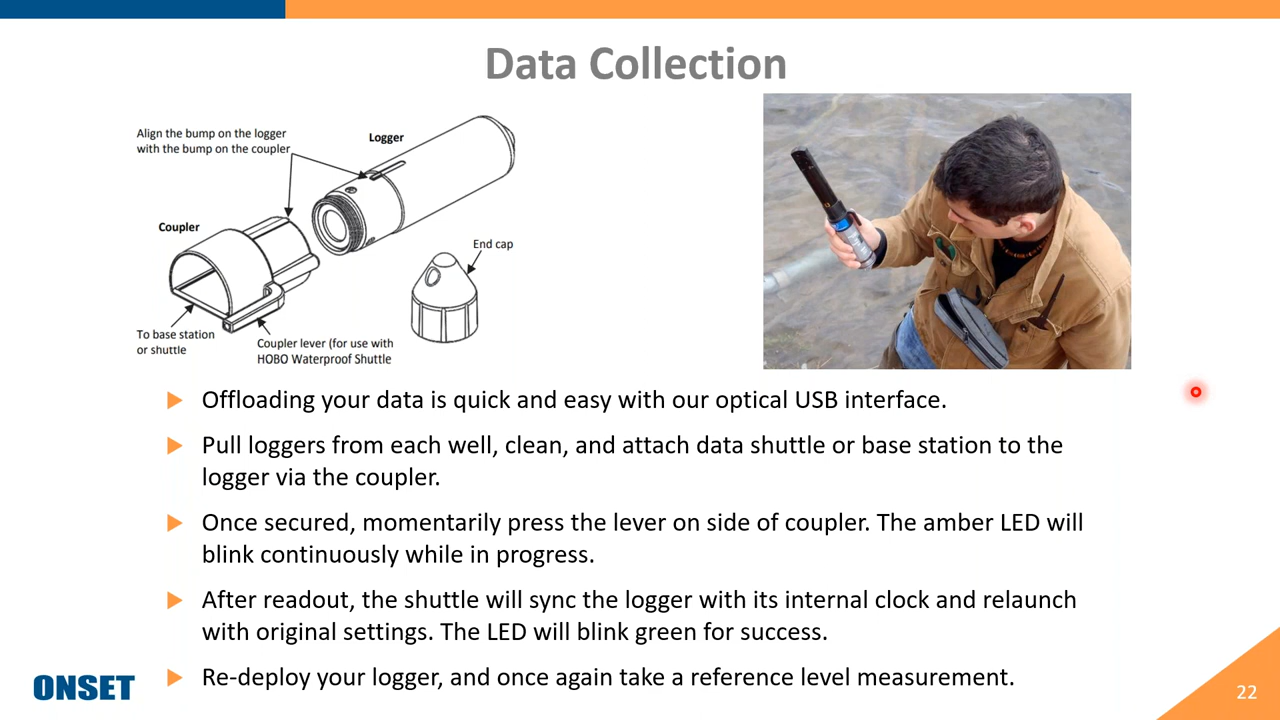 Data Collection
Align the bump on the logger
with the bump on the coupler
Logger
Coupler
End cap
To base station
or shuttle
Coupler lever (for use with
HOBO Waterproof Shuttle
Offloading your data is quick and easy with our optical USB interface.
Pull loggers from each well, clean, and attach data shuttle or base station to the
logger via the coupler.
Once secured, momentarily press the lever on side of coupler. The amber LED will
blink continuously while in progress.
After readout, the shuttle will sync the logger with its internal clock and relaunch
with original settings. The LED will blink green for success.
Re-deploy your logger, and once again take a reference level measurement.
ONSET
22